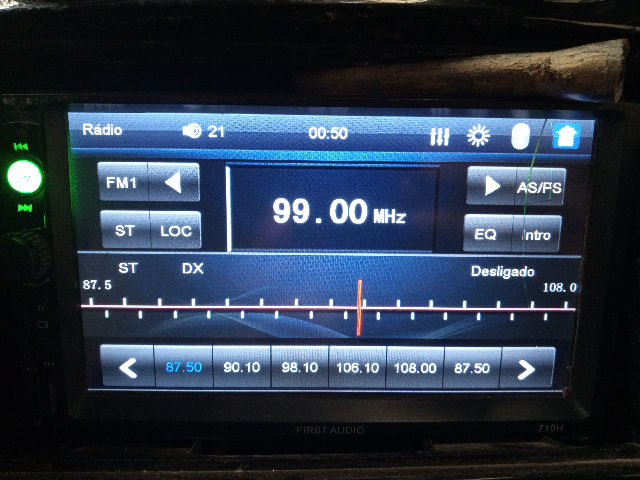 Rádio 21 00:50
FM1 99.00 MHz AS/PS
ST LOC EQ Intro
ST DX Desligado
87.5 108.0
87.50 90.10 98.10 106.10 108.00 87.50
FIRST AUDIO 710H